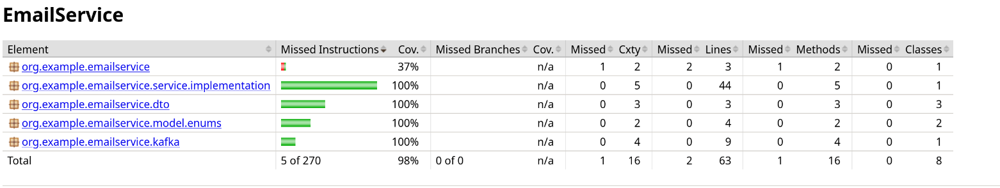 EmailService
Element Missed Instructions Cov. Missed Branches Cov. Missed Cxty Missed Lines Missed Methods Missed Classes
org.example.emailservice 37% n/a 1 2 2 3 1 2 0 1
org.example.emailservice.service.implementation 100% n/a 0 5 0 44 0 5 0 1
org.example.emailservice.dto 100% n/a 0 3 0 3 0 3 0 3
org.example.emailservice.model.enums 100% n/a 0 2 0 4 0 2 0 2
org.example.emailservice.kafka 100% n/a 0 4 0 9 0 4 0 1
Total 5 of 270 98% 0 of 0 n/a 1 16 2 63 1 16 0 8